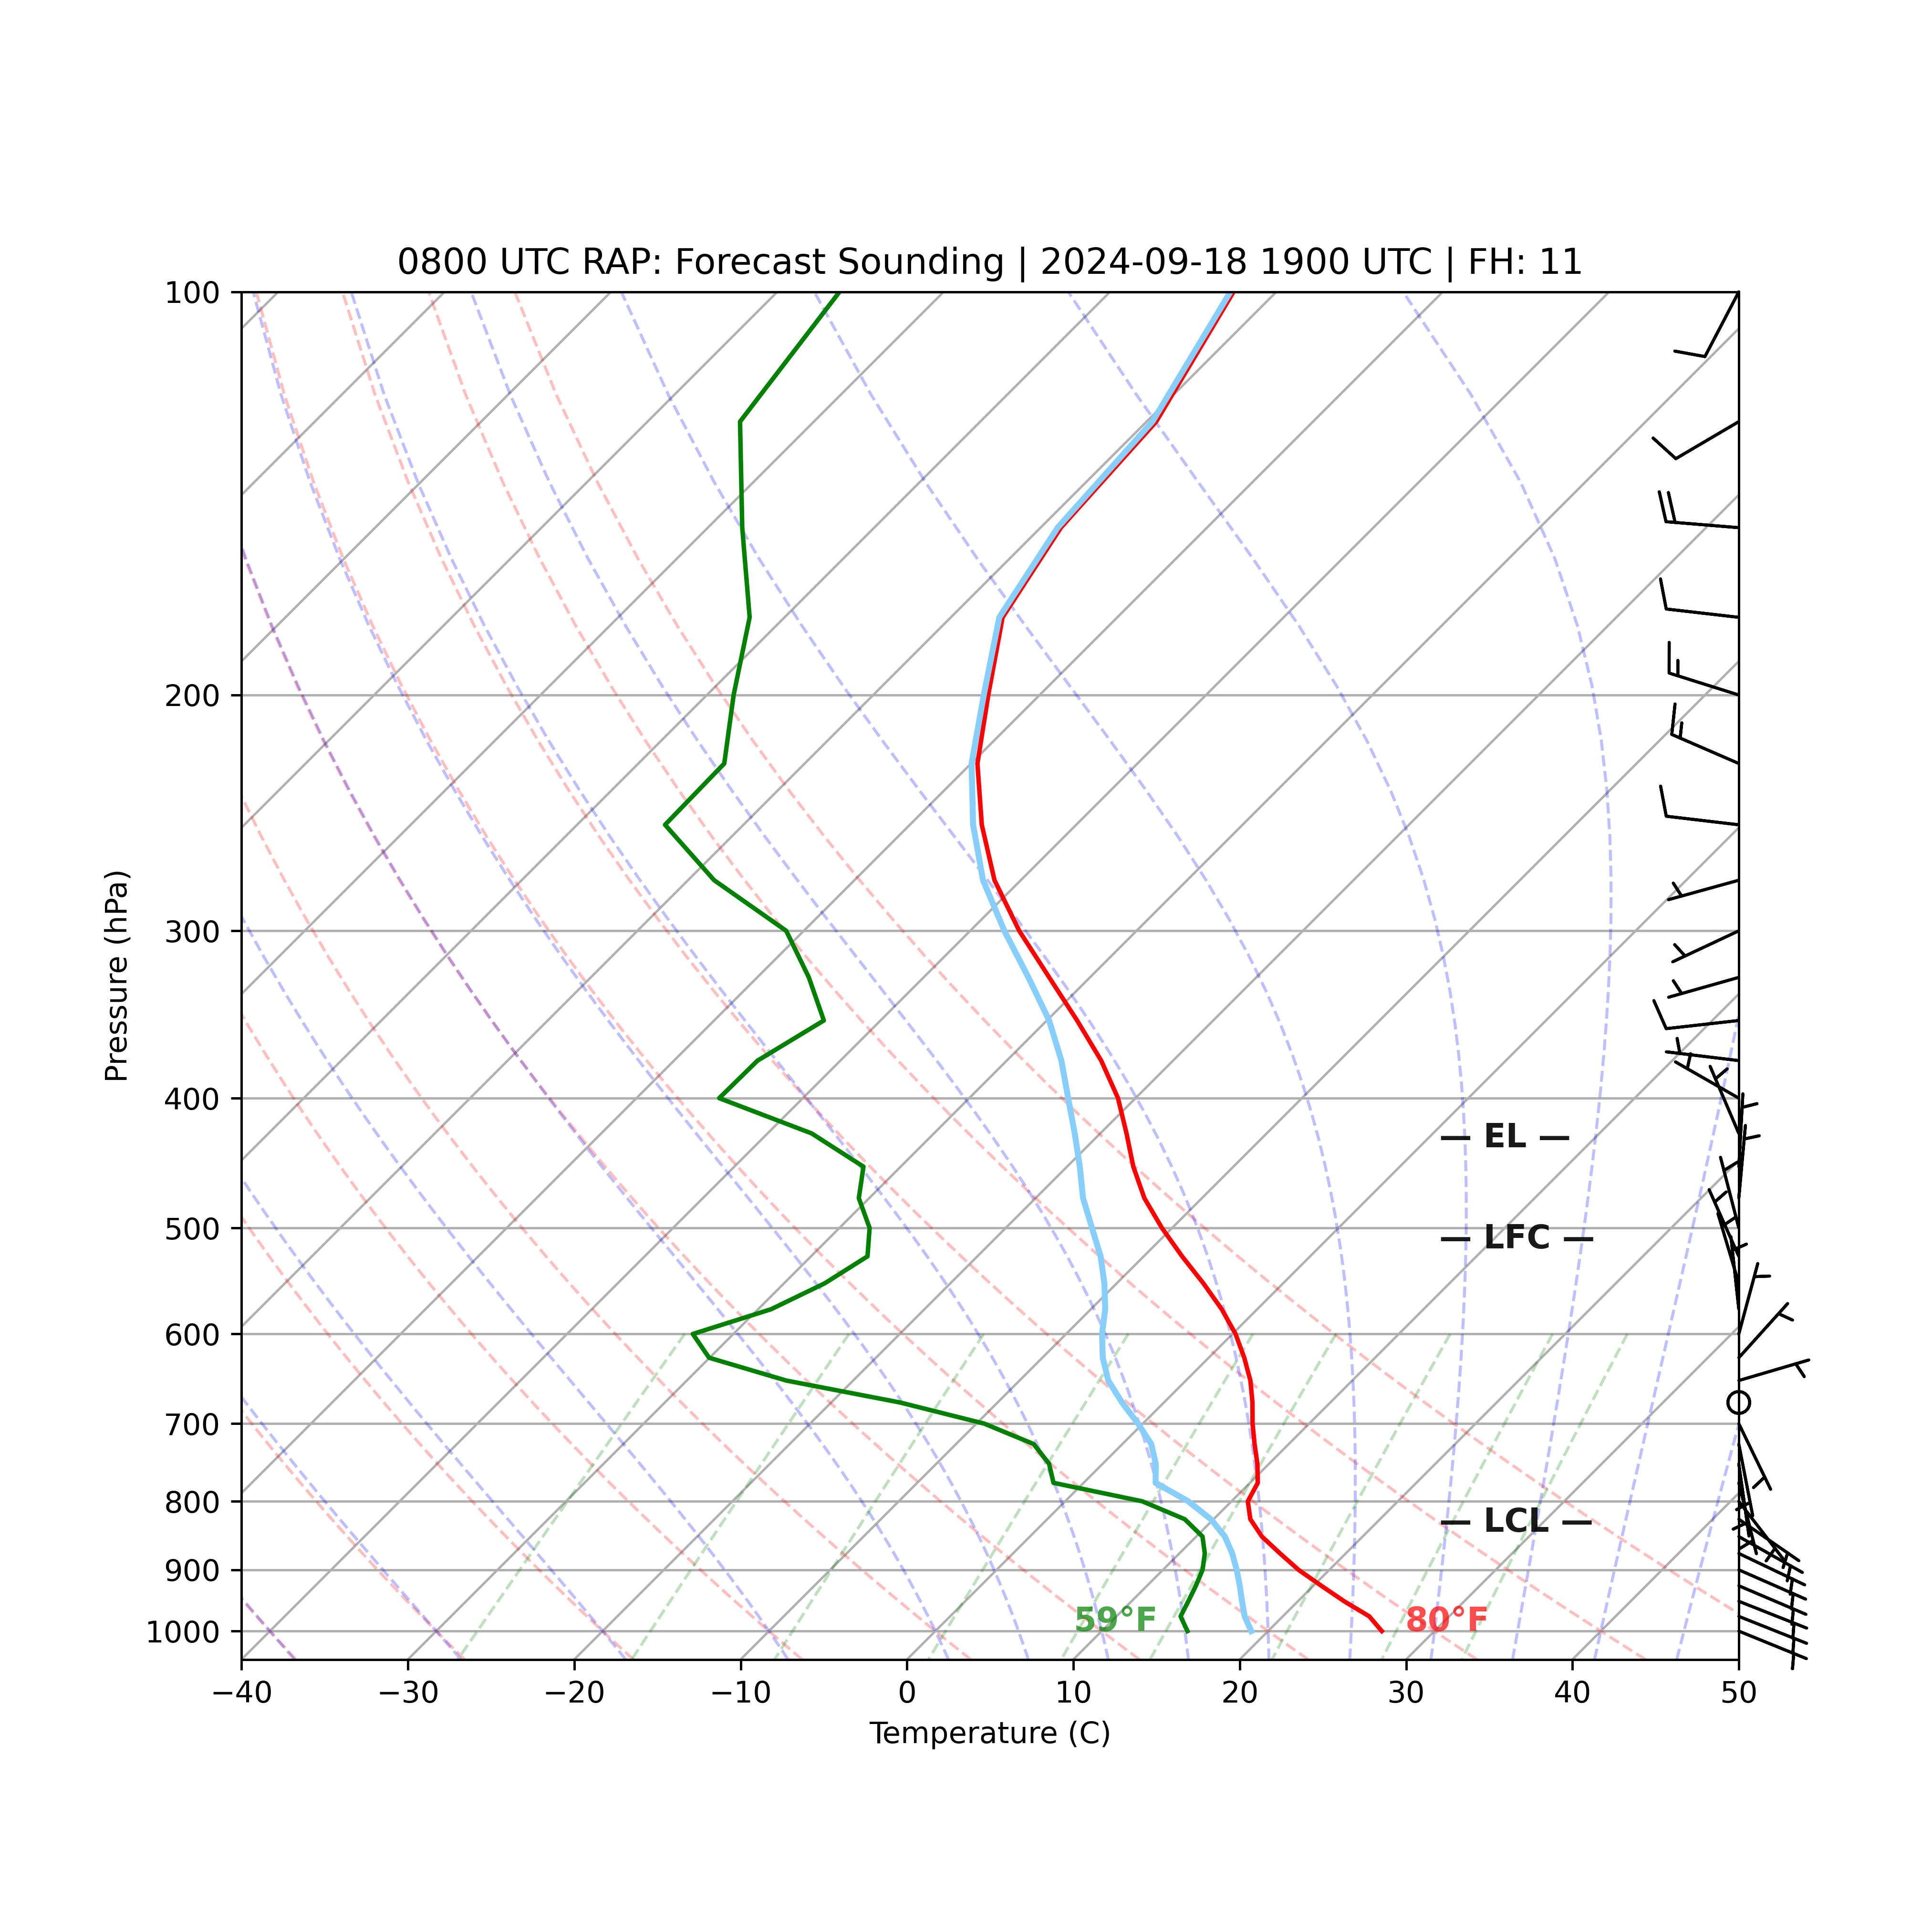 0800 UTC RAP: Forecast Sounding | 2024-09-18 1900 UTC | FH: 11
100
200
300
400
500
600
700
800
900
1000
Pressure (hPa)
— EL —
— LFC —
— LCL —
59°F
80°F
−40 −30 −20 −10 0 10 20 30 40 50
Temperature (C)